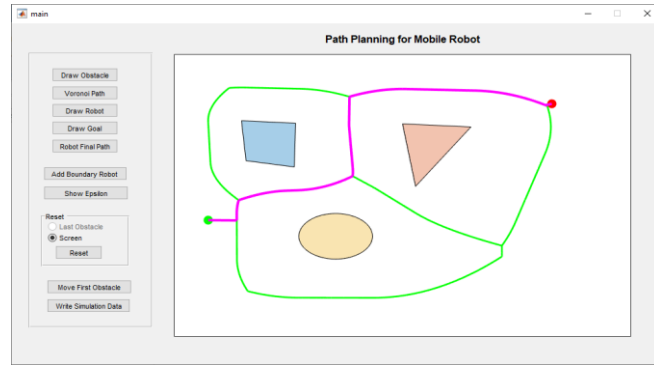 main
Path Planning for Mobile Robot
Draw Obstacle
Voronoi Path
Draw Robot
Draw Goal
Robot Final Path
Add Boundary Robot
Show Epsilon
Reset
Last Obstacle
Screen
Reset
Move First Obstacle
Write Simulation Data